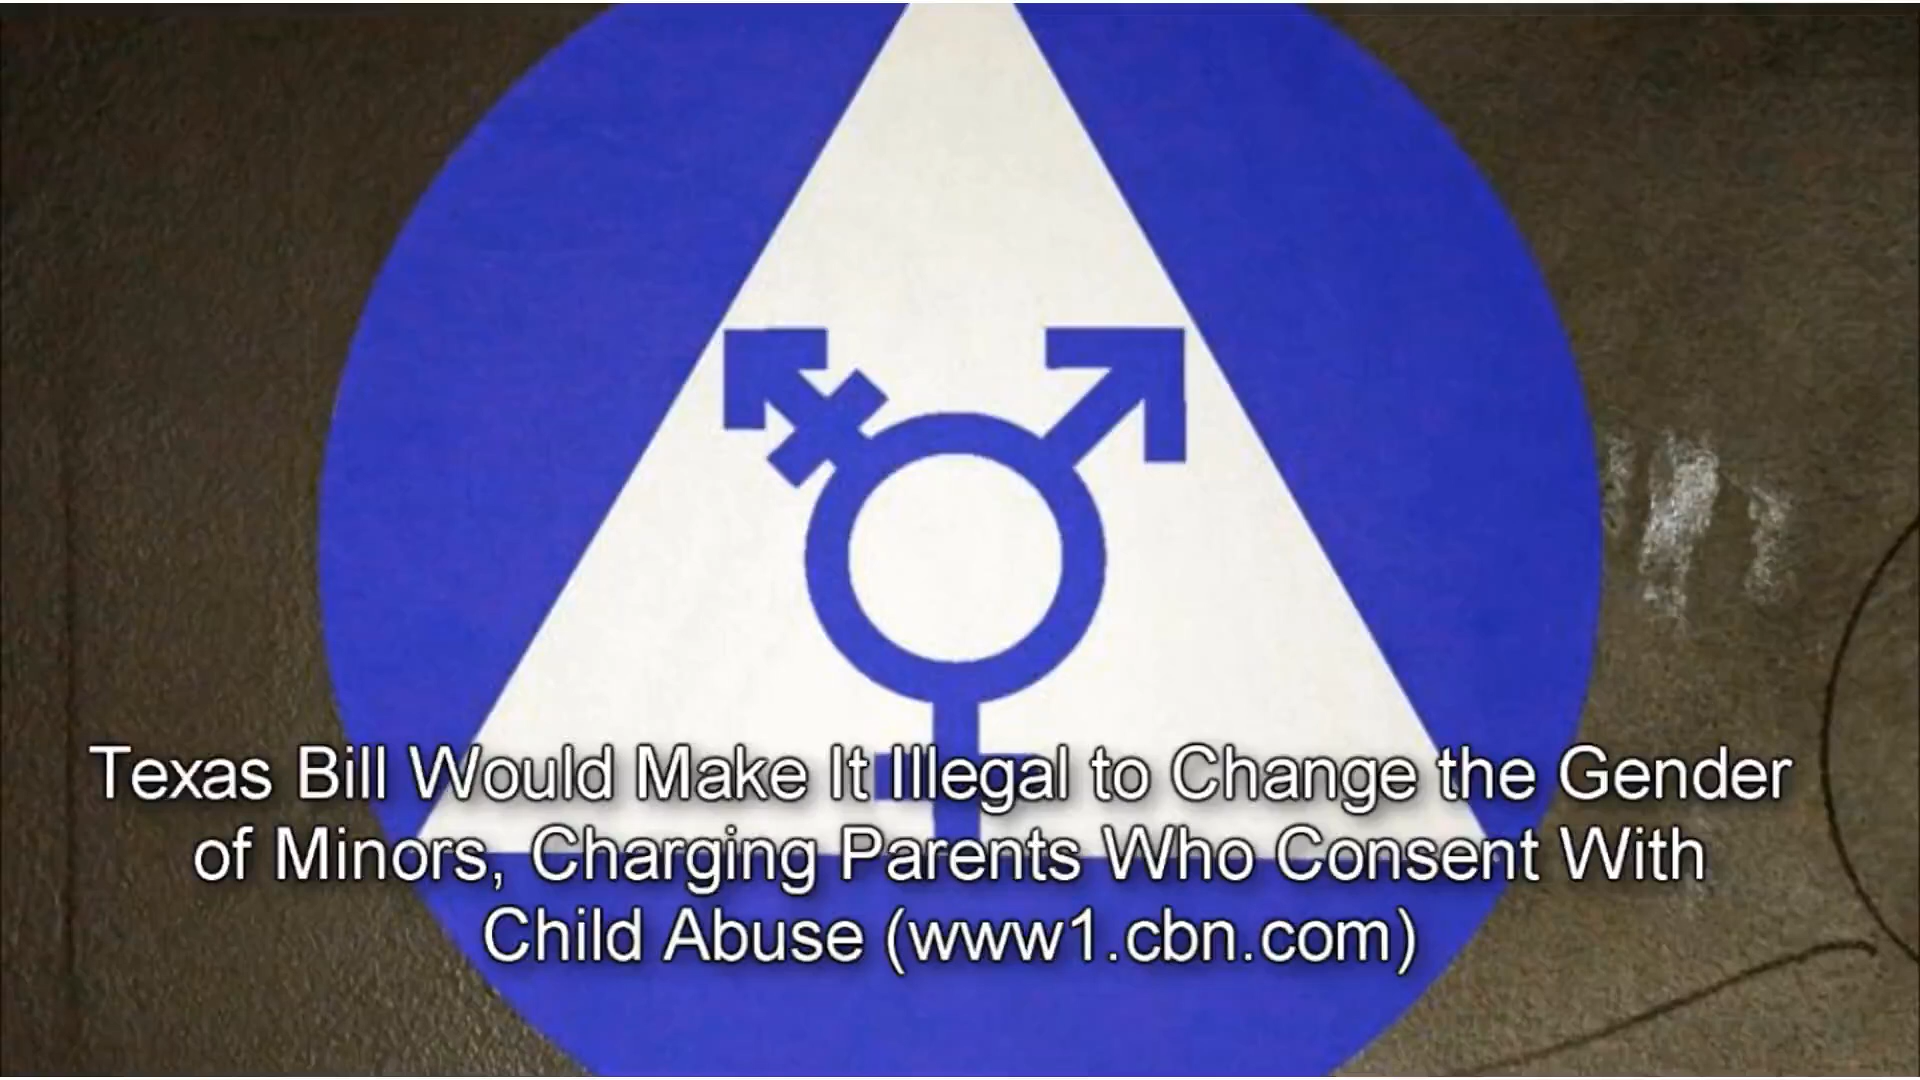 Texas Bill Would Make It Illegal to Change the Gender
of Minors, Charging Parents Who Consent With
Child Abuse (www1.cbn.com)